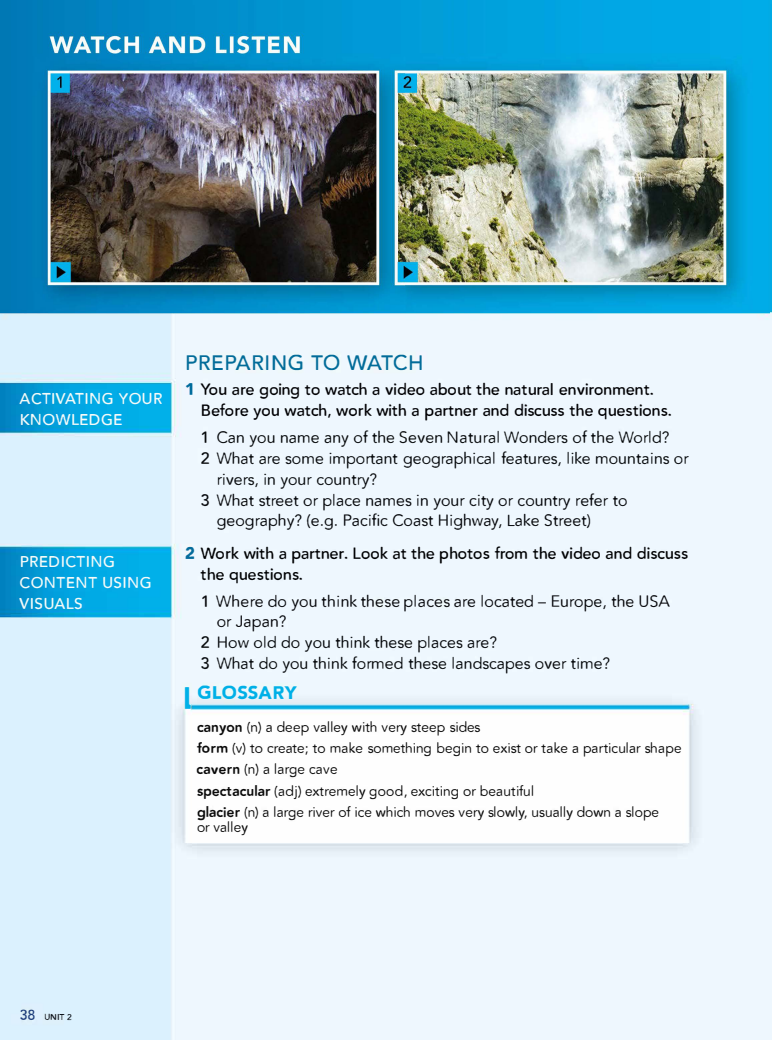 WATCH AND LISTEN
1
2
PREPARING TO WATCH
ACTIVATING YOUR
KNOWLEDGE
1 You are going to watch a video about the natural environment.
Before you watch, work with a partner and discuss the questions.
1 Can you name any of the Seven Natural Wonders of the World?
2 What are some important geographical features, like mountains or
rivers, in your country?
3 What street or place names in your city or country refer to
geography? (e.g. Pacific Coast Highway, Lake Street)
PREDICTING
CONTENT USING
VISUALS
2 Work with a partner. Look at the photos from the video and discuss
the questions.
1 Where do you think these places are located – Europe, the USA
or Japan?
2 How old do you think these places are?
3 What do you think formed these landscapes over time?
GLOSSARY
canyon (n) a deep valley with very steep sides
form (v) to create; to make something begin to exist or take a particular shape
cavern (n) a large cave
spectacular (adj) extremely good, exciting or beautiful
glacier (n) a large river of ice which moves very slowly, usually down a slope
or valley
38 UNIT 2